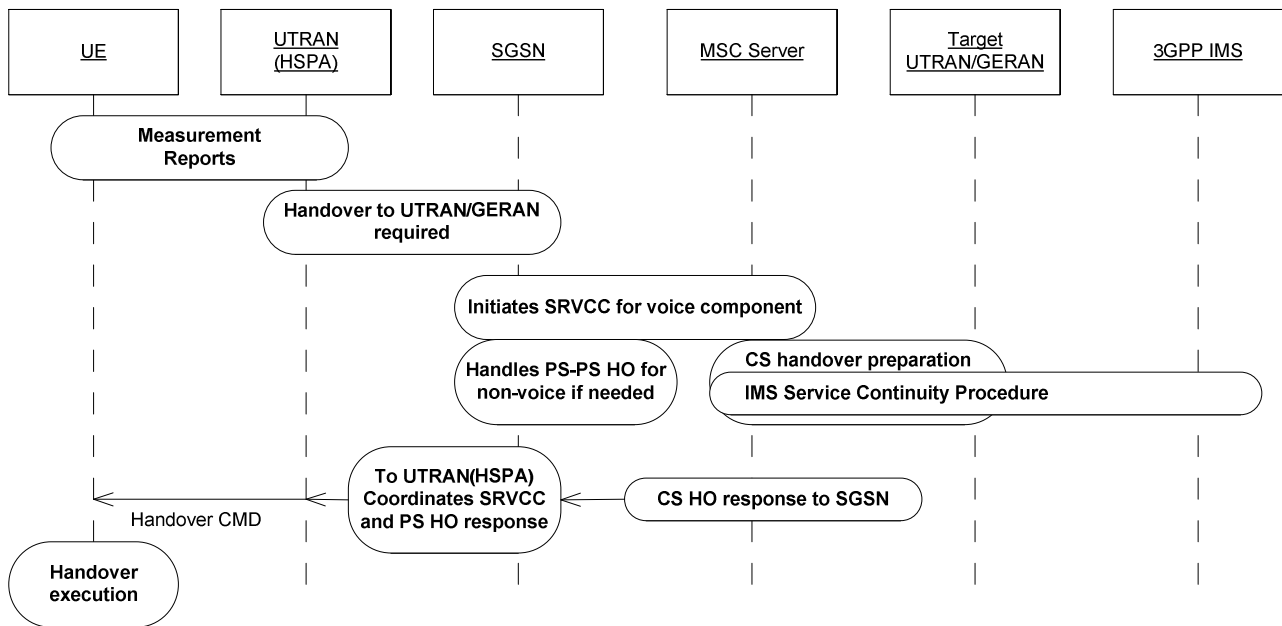 UE
UTRAN
(HSPA)
SGSN
MSC Server
Target
UTRAN/GERAN
3GPP IMS
Measurement
Reports
Handover to UTRAN/GERAN
required
Initiates SRVCC for voice component
Handles PS-PS HO for
non-voice if needed
CS handover preparation
IMS Service Continuity Procedure
To UTRAN(HSPA)
Coordinates SRVCC
and PS HO response
CS HO response to SGSN
Handover CMD
Handover
execution